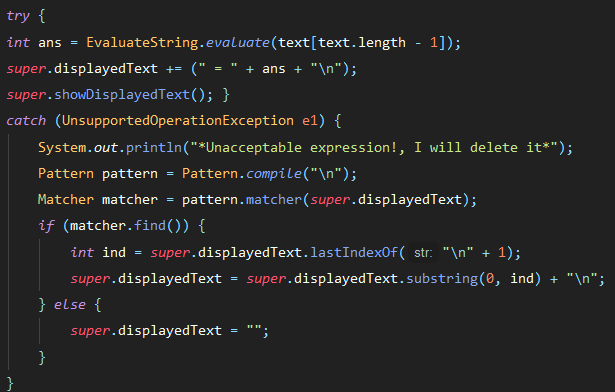 try {
int ans = EvaluateString.evaluate(text[text.length - 1]);
super.displayedText += (" = " + ans + "\n");
super.showDisplayedText(); }
catch (UnsupportedOperationException e1) {
System.out.println("*Unacceptable expression!, I will delete it*");
Pattern pattern = Pattern.compile("\n");
Matcher matcher = pattern.matcher(super.displayedText);
if (matcher.find()) {
int ind = super.displayedText.lastIndexOf( str: "\n" + 1);
super.displayedText = super.displayedText.substring(0, ind) + "\n";
} else {
super.displayedText = "";
}
}